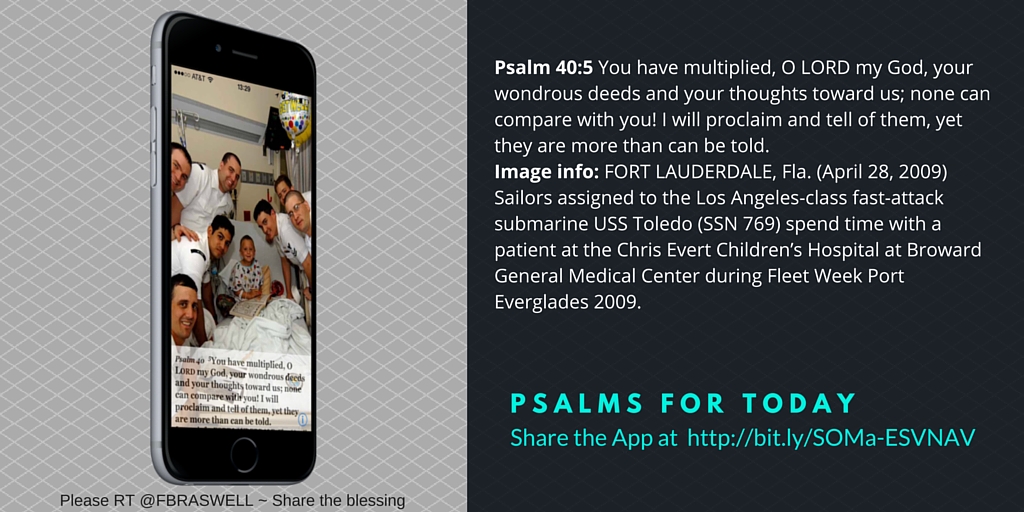 ●●●○○ AT&T
13:29
Psalm 40 5You have multiplied, O
LORD my God, your wondrous deeds
and your thoughts toward us; none
can compare with you! I will
proclaim and tell of them, yet they
are more than can be told.
Please RT @FBRASWELL ~ Share the blessing
Psalm 40:5 You have multiplied, O LORD my God, your
wondrous deeds and your thoughts toward us; none can
compare with you! I will proclaim and tell of them, yet
they are more than can be told.
Image info: FORT LAUDERDALE, Fla. (April 28, 2009)
Sailors assigned to the Los Angeles-class fast-attack
submarine USS Toledo (SSN 769) spend time with a
patient at the Chris Evert Children’s Hospital at Broward
General Medical Center during Fleet Week Port
Everglades 2009.
PSALMS FOR TODAY
Share the App at http://bit.ly/SOMa-ESVNAV